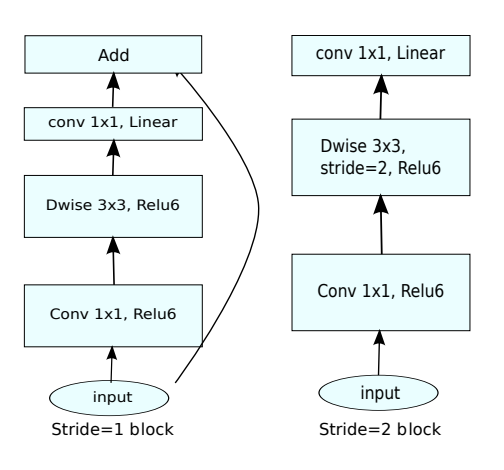 Add
conv 1x1, Linear
Dwise 3x3, Relu6
Conv 1x1, Relu6
input
Stride=1 block
conv 1x1, Linear
Dwise 3x3,
stride=2, Relu6
Conv 1x1, Relu6
input
Stride=2 block